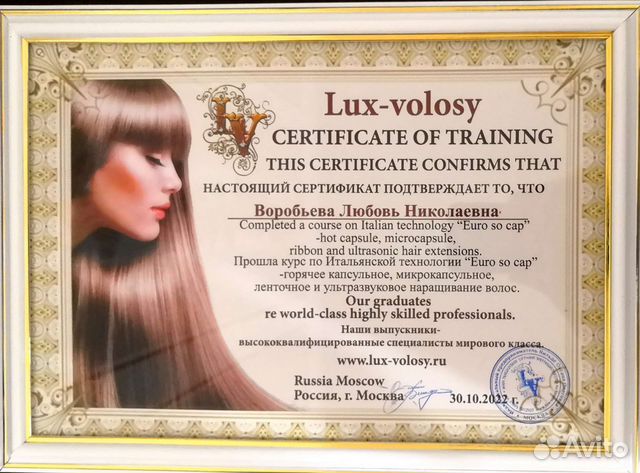 LV
Lux-volosy
CERTIFICATE OF TRAINING
THIS CERTIFICATE CONFIRMS THAT
НАСТОЯЩИЙ СЕРТИФИКАТ ПОДТВЕРЖДАЕТ ТО, ЧТО
Воробьева Любовь Николаевна
Completed a course on Italian technology “Euro so cap”
-hot capsule, microcapsule,
ribbon and ultrasonic hair extensions.
Прошла курс по Итальянской технологии “Euro so cap”
-горячее капсульное, микрокапсульное,
ленточное и ультразвуковое наращивание волос.
Our graduates
re world-class highly skilled professionals.
Наши выпускники-
высококвалифицированные специалисты мирового класса.
www.lux-volosy.ru
Russia Moscow
Россия, г. Москва
30.10.2022 г.
LV
Avito